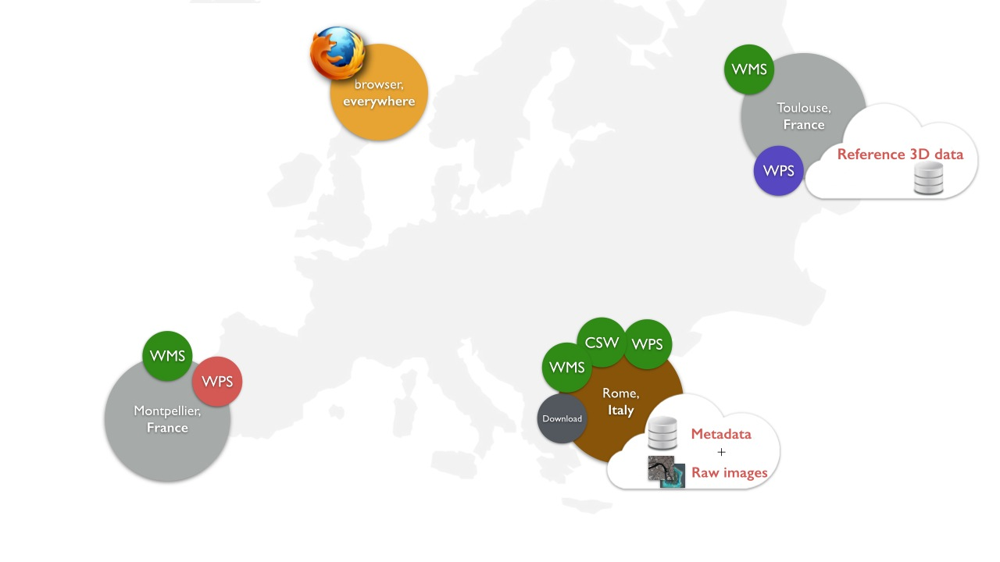 browser,
everywhere
WMS
Toulouse,
France
WPS
Reference 3D data
WMS
WPS
Montpellier,
France
CSW
WPS
WMS
Rome,
Italy
Download
Metadata
+
Raw images